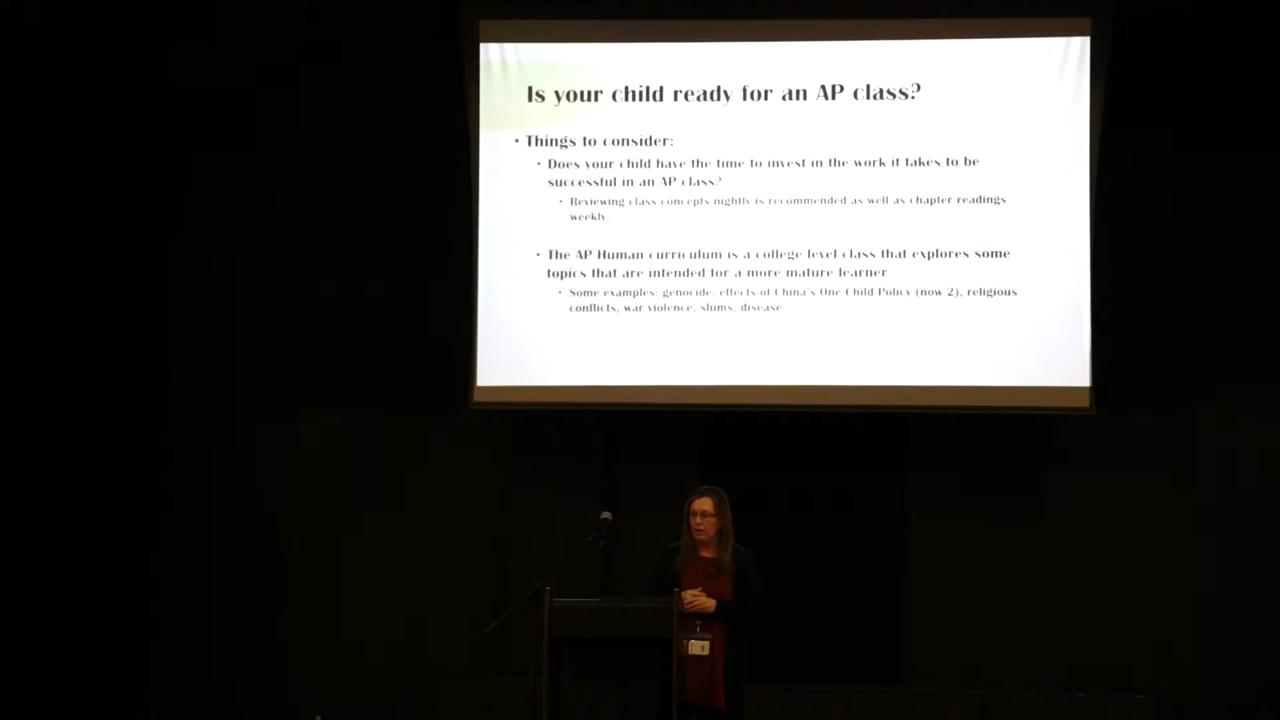 Is your child ready for an AP class?
• Things to consider:
• Does your child have the time to invest in the work it takes to be
successful in an AP class?
• Reviewing class concepts nightly is recommended as well as chapter readings
weekly.
• The AP Human curriculum is a college level class that explores some
topics that are intended for a more mature learner
• Some examples: genocide, effects of China's One Child Policy (now 2), religious
conflicts, war violence, slums, disease